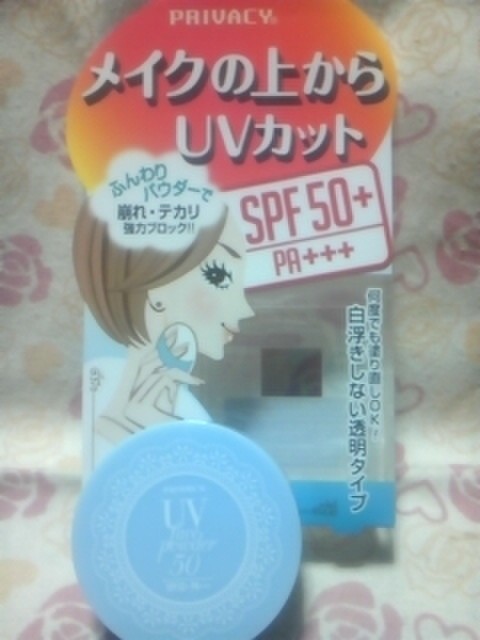 PRIVACY
メイクの上から
UVカット
ふんわり
パウダーで
崩れ・テカリ
強力ブロック!!
SPF50+
PA+++
何度でも塗り直しOK!
白浮きしない透明タイプ
UV
powder
50